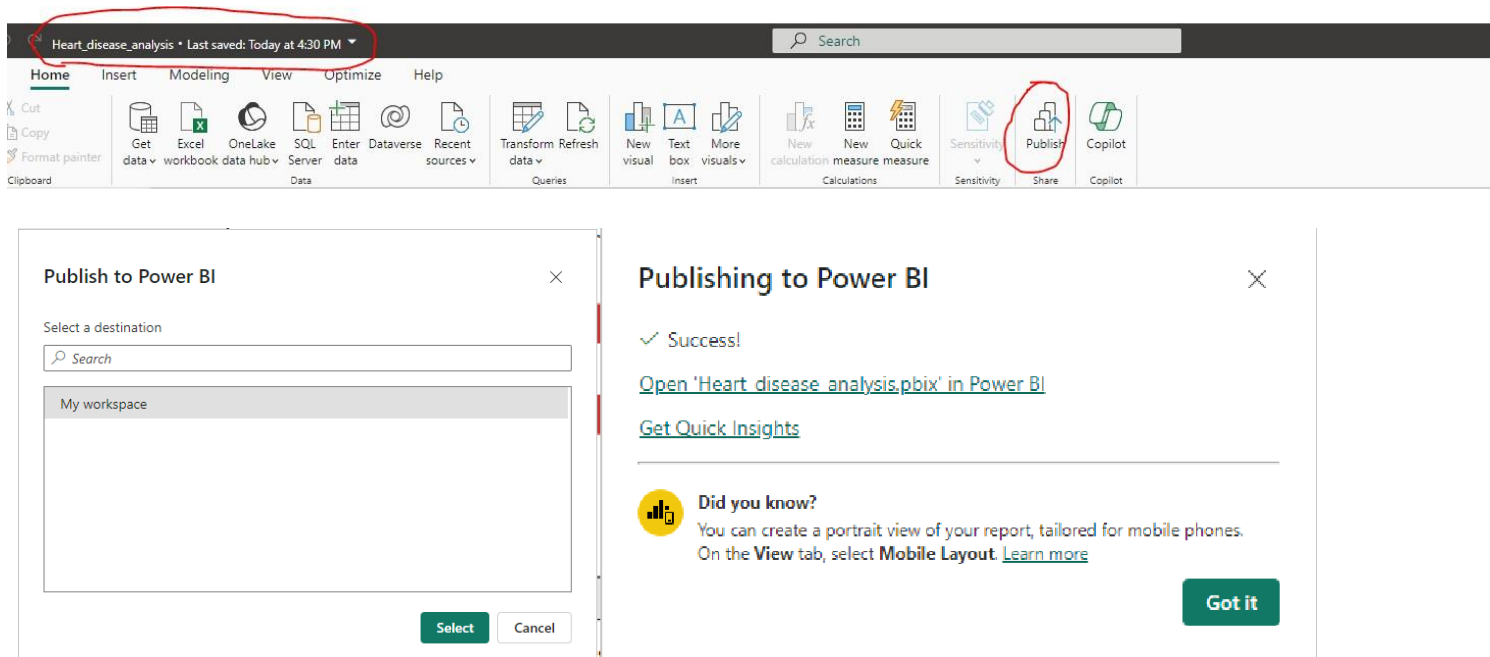 Heart_disease_analysis • Last saved: Today at 4:30 PM
Search
Home Insert Modeling View Optimize Help
Cut
Copy
Format painter
Clipboard
Get data
Excel workbook
OneLake data hub
SQL Server
Enter data
Dataverse
Recent sources
Data
Transform data
Refresh
Queries
New visual
Text box
More visuals
Insert
New calculation
New measure
Quick measure
Calculations
Sensitivity
Sensitivity
Publish
Share
Copilot
Copilot
Publish to Power BI
Select a destination
Search
My workspace
Select
Cancel
Publishing to Power BI
Success!
Open 'Heart_disease_analysis.pbix' in Power BI
Get Quick Insights
Did you know?
You can create a portrait view of your report, tailored for mobile phones.
On the View tab, select Mobile Layout. Learn more
Got it